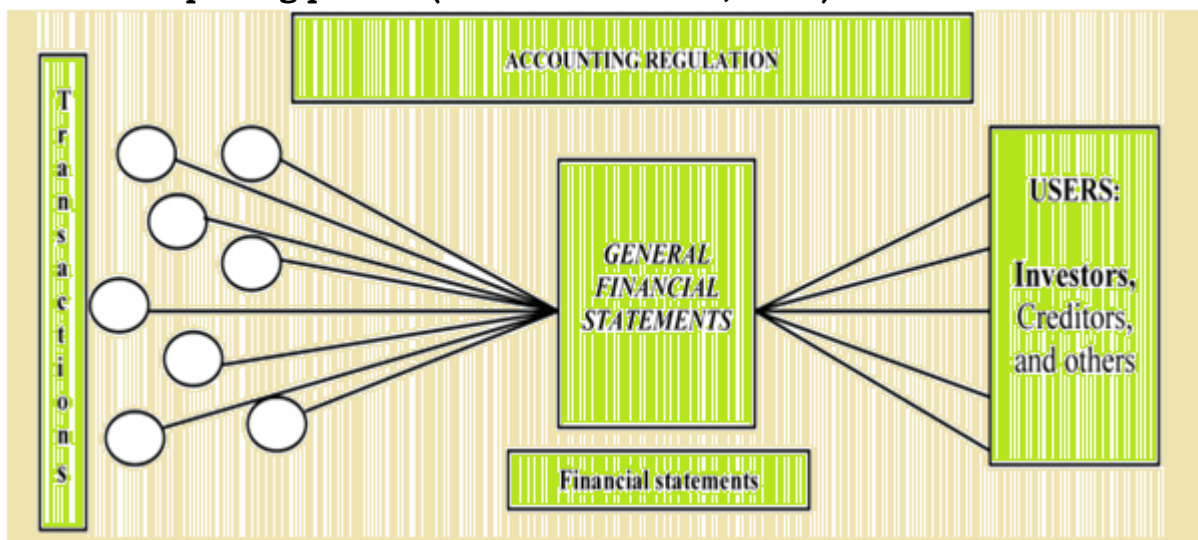 ACCOUNTING REGULATION
Transactions
GENERAL
FINANCIAL
STATEMENTS
USERS:
Investors,
Creditors,
and others
Financial statements